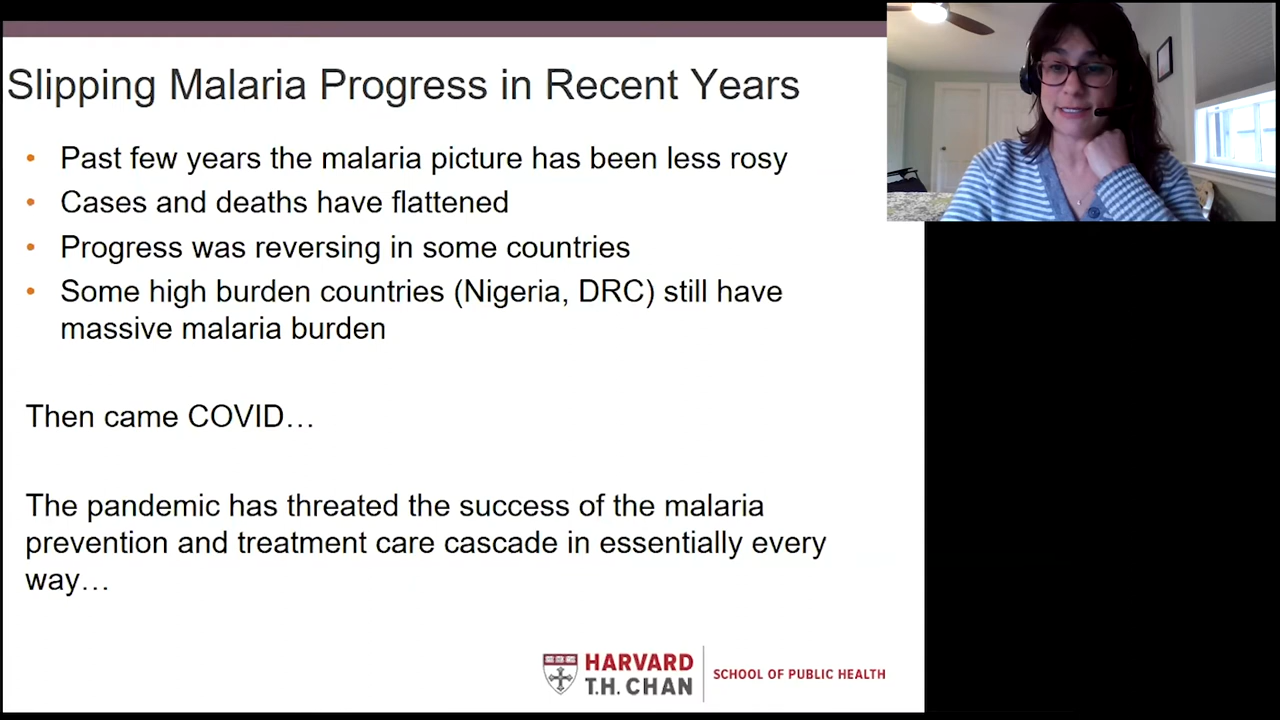 Slipping Malaria Progress in Recent Years
• Past few years the malaria picture has been less rosy
• Cases and deaths have flattened
• Progress was reversing in some countries
• Some high burden countries (Nigeria, DRC) still have
massive malaria burden
Then came COVID…
The pandemic has threated the success of the malaria
prevention and treatment care cascade in essentially every
way…
HARVARD
T.H. CHAN
SCHOOL OF PUBLIC HEALTH